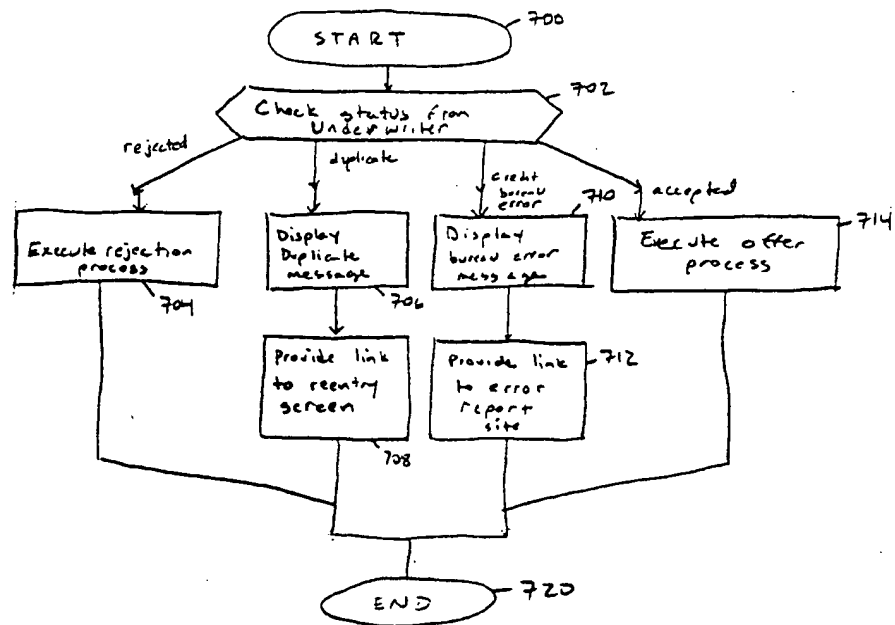 START
700
Check status from
Underwriter
702
rejected
duplicate
credit
bureau
error
accepted
Execute rejection
process
704
Display
Duplicate
message
706
Display
bureau error
message
710
Execute offer
process
714
Provide link
to reentry
screen
708
Provide link
to error
report
site
712
END
720